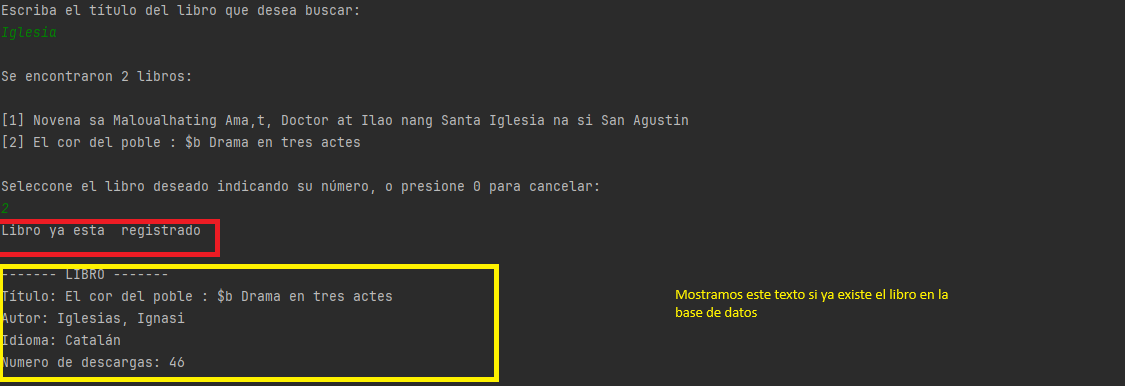 Escriba el título del libro que desea buscar:
Iglesia
Se encontraron 2 libros:
[1] Novena sa Maloualhating Ama,t, Doctor at Ilao nang Santa Iglesia na si San Agustin
[2] El cor del poble : $b Drama en tres actes
Seleccone el libro deseado indicando su número, o presione 0 para cancelar:
2
Libro ya esta  registrado
------- LIBRO -------
Título: El cor del poble : $b Drama en tres actes
Autor: Iglesias, Ignasi
Idioma: Catalán
Numero de descargas: 46
Mostramos este texto si ya existe el libro en la
base de datos